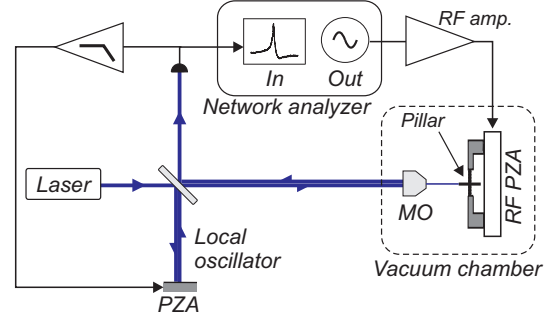 RF amp.
In
Out
Network analyzer
Pillar
Laser
MO
RF PZA
Local
oscillator
Vacuum chamber
PZA